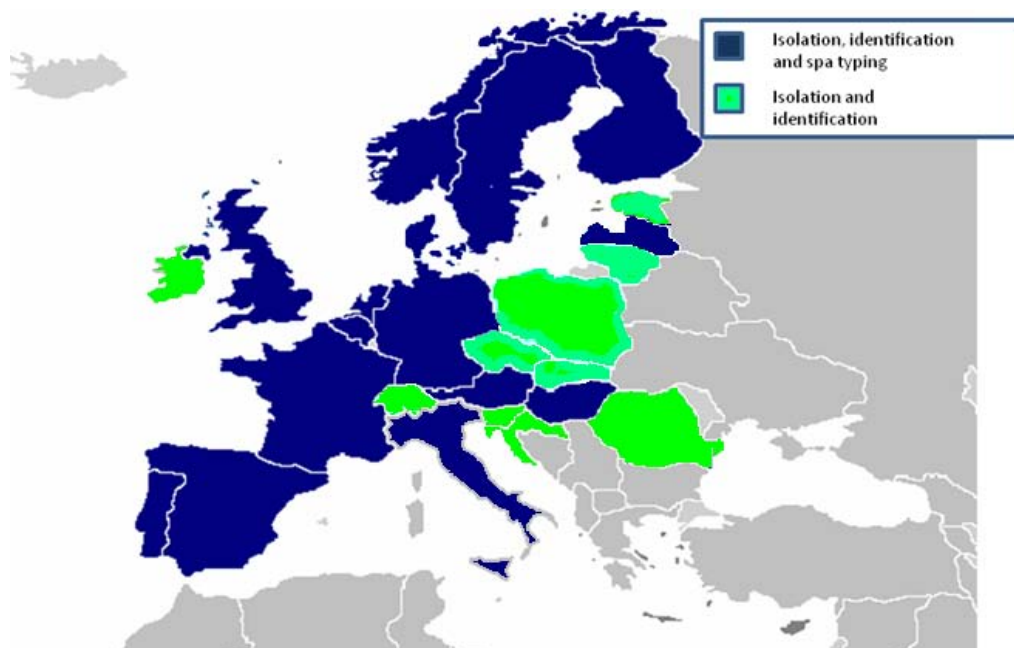 Isolation, identification
and spa typing
Isolation and
identification